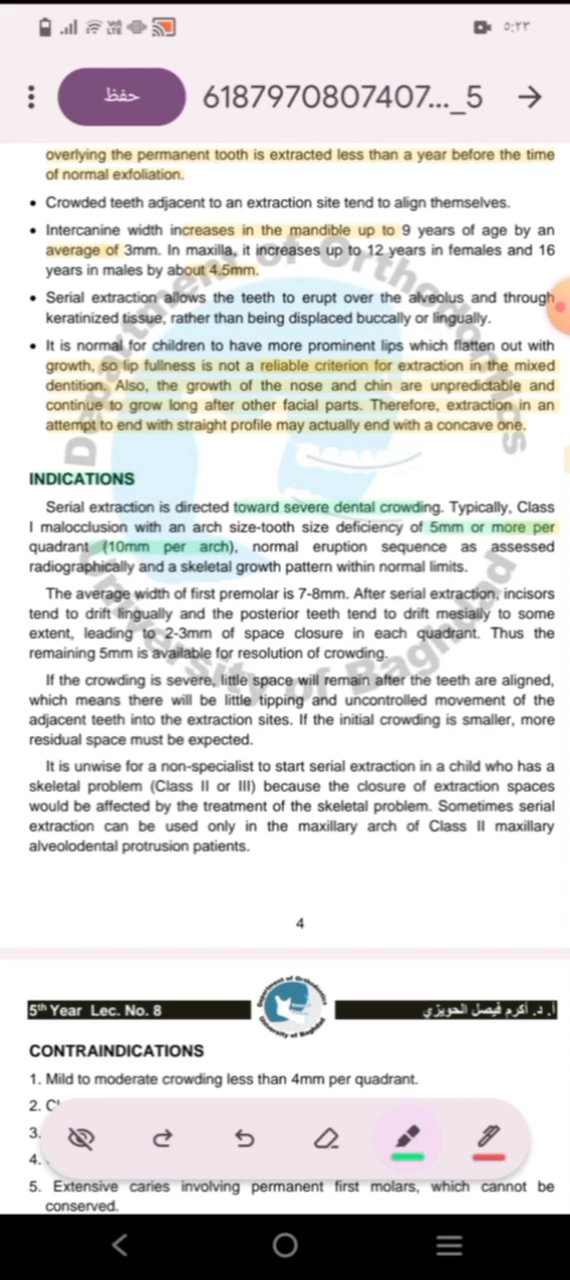 ٥:٢٣
حفظ
6187970807407..._5
overlying the permanent tooth is extracted less than a year before the time
of normal exfoliation.
• Crowded teeth adjacent to an extraction site tend to align themselves.
• Intercanine width increases in the mandible up to 9 years of age by an
average of 3mm. In maxilla, it increases up to 12 years in females and 16
years in males by about 4.5mm.
• Serial extraction allows the teeth to erupt over the alveolus and through
keratinized tissue, rather than being displaced buccally or lingually.
• It is normal for children to have more prominent lips which flatten out with
growth, so lip fullness is not a reliable criterion for extraction in the mixed
dentition. Also, the growth of the nose and chin are unpredictable and
continue to grow long after other facial parts. Therefore, extraction in an
attempt to end with straight profile may actually end with a concave one.
INDICATIONS
Serial extraction is directed toward severe dental crowding. Typically, Class
I malocclusion with an arch size-tooth size deficiency of 5mm or more per
quadrant (10mm per arch), normal eruption sequence as assessed
radiographically and a skeletal growth pattern within normal limits.
The average width of first premolar is 7-8mm. After serial extraction, incisors
tend to drift lingually and the posterior teeth tend to drift mesially to some
extent, leading to 2-3mm of space closure in each quadrant. Thus the
remaining 5mm is available for resolution of crowding.
If the crowding is severe, little space will remain after the teeth are aligned,
which means there will be little tipping and uncontrolled movement of the
adjacent teeth into the extraction sites. If the initial crowding is smaller, more
residual space must be expected.
It is unwise for a non-specialist to start serial extraction in a child who has a
skeletal problem (Class II or III) because the closure of extraction spaces
would be affected by the treatment of the skeletal problem. Sometimes serial
extraction can be used only in the maxillary arch of Class II maxillary
alveolodental protrusion patients.
Department of Orthodontics
University of Baghdad
4
5th Year Lec. No. 8
Department of Orthodontics
University of Baghdad
أ. د. أكرم فيصل الحويزي
CONTRAINDICATIONS
1. Mild to moderate crowding less than 4mm per quadrant.
2.
3.
4.
5. Extensive caries involving permanent first molars, which cannot be
conserved.